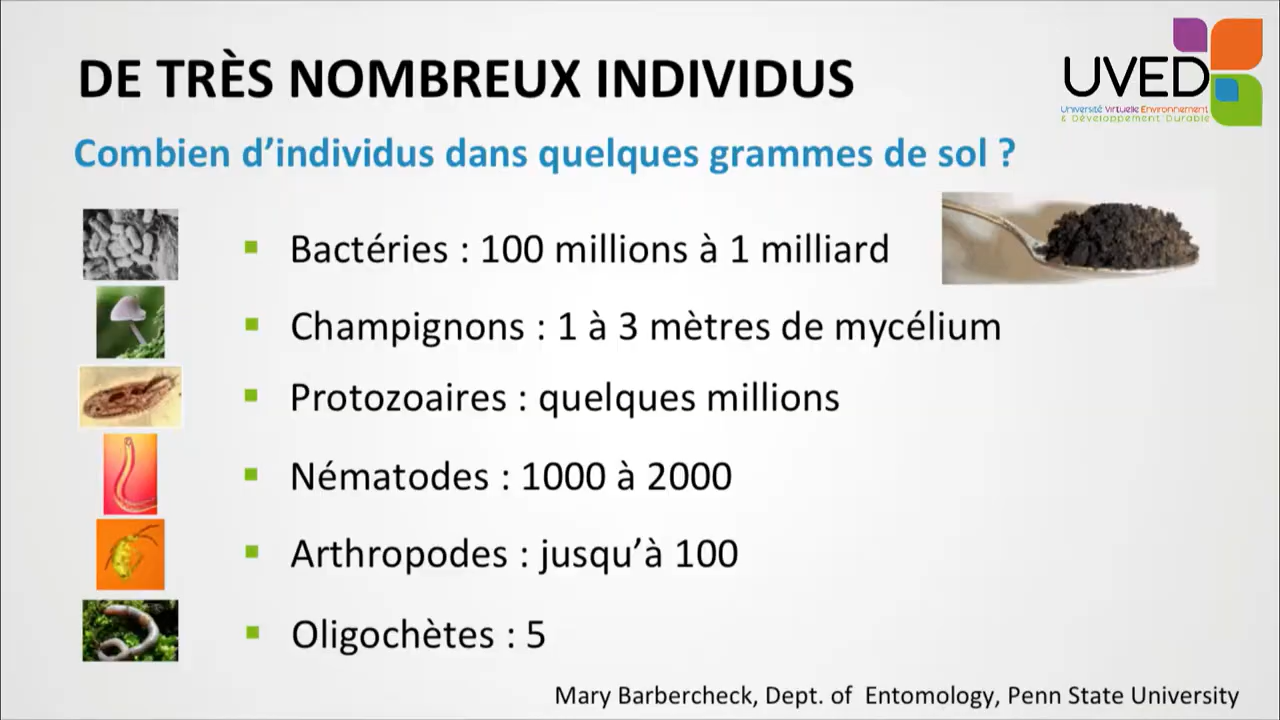 DE TRÈS NOMBREUX INDIVIDUS
UVED
Université Virtuelle Environnement
& Développement Durable
Combien d’individus dans quelques grammes de sol ?
▪ Bactéries : 100 millions à 1 milliard
▪ Champignons : 1 à 3 mètres de mycélium
▪ Protozoaires : quelques millions
▪ Nématodes : 1000 à 2000
▪ Arthropodes : jusqu’à 100
▪ Oligochètes : 5
Mary Barbercheck, Dept. of Entomology, Penn State University